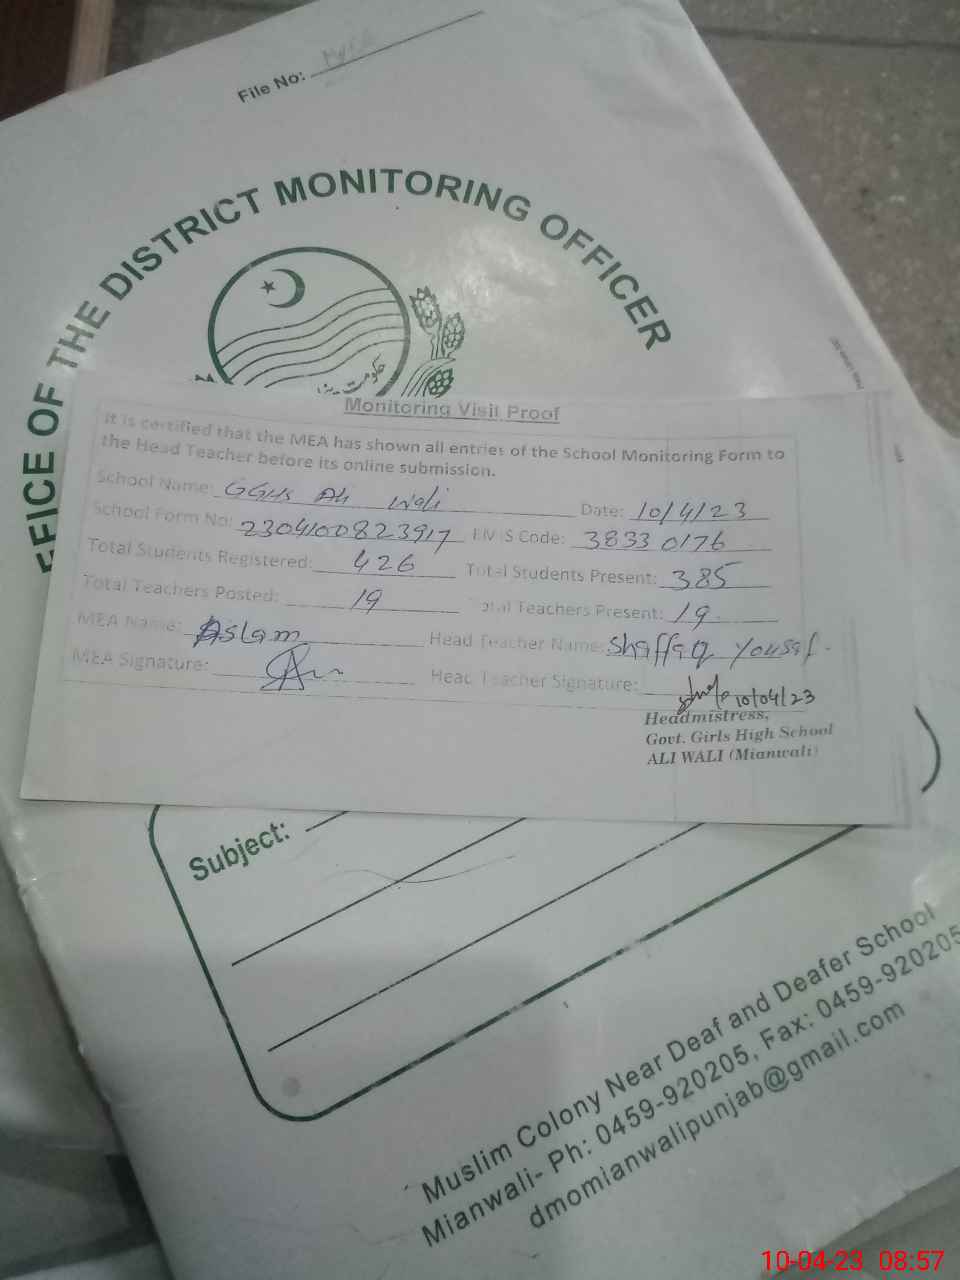 File No:
OFFICE OF THE DISTRICT MONITORING OFFICER
حکومت
Monitoring Visit Proof
It is certified that the MEA has shown all entries of the School Monitoring Form to
the Head Teacher before its online submission.
School Name: GGHS Ali Wali Date: 10/4/23
School Form No: 2304100823917 EMIS Code: 38330176
Total Students Registered: 426 Total Students Present: 385
Total Teachers Posted: 19 Total Teachers Present: 19
MEA Name: Aslam Head Teacher Name: Shaffaq Yousaf.
MEA Signature: Head Teacher Signature: 10/04/23
Headmistress,
Govt. Girls High School
ALI WALI (Mianwali)
Subject:
Muslim Colony Near Deaf and Deafer School
Mianwali- Ph: 0459-920205, Fax: 0459-920205
dmomianwalipunjab@gmail.com
10-04-23 08:57